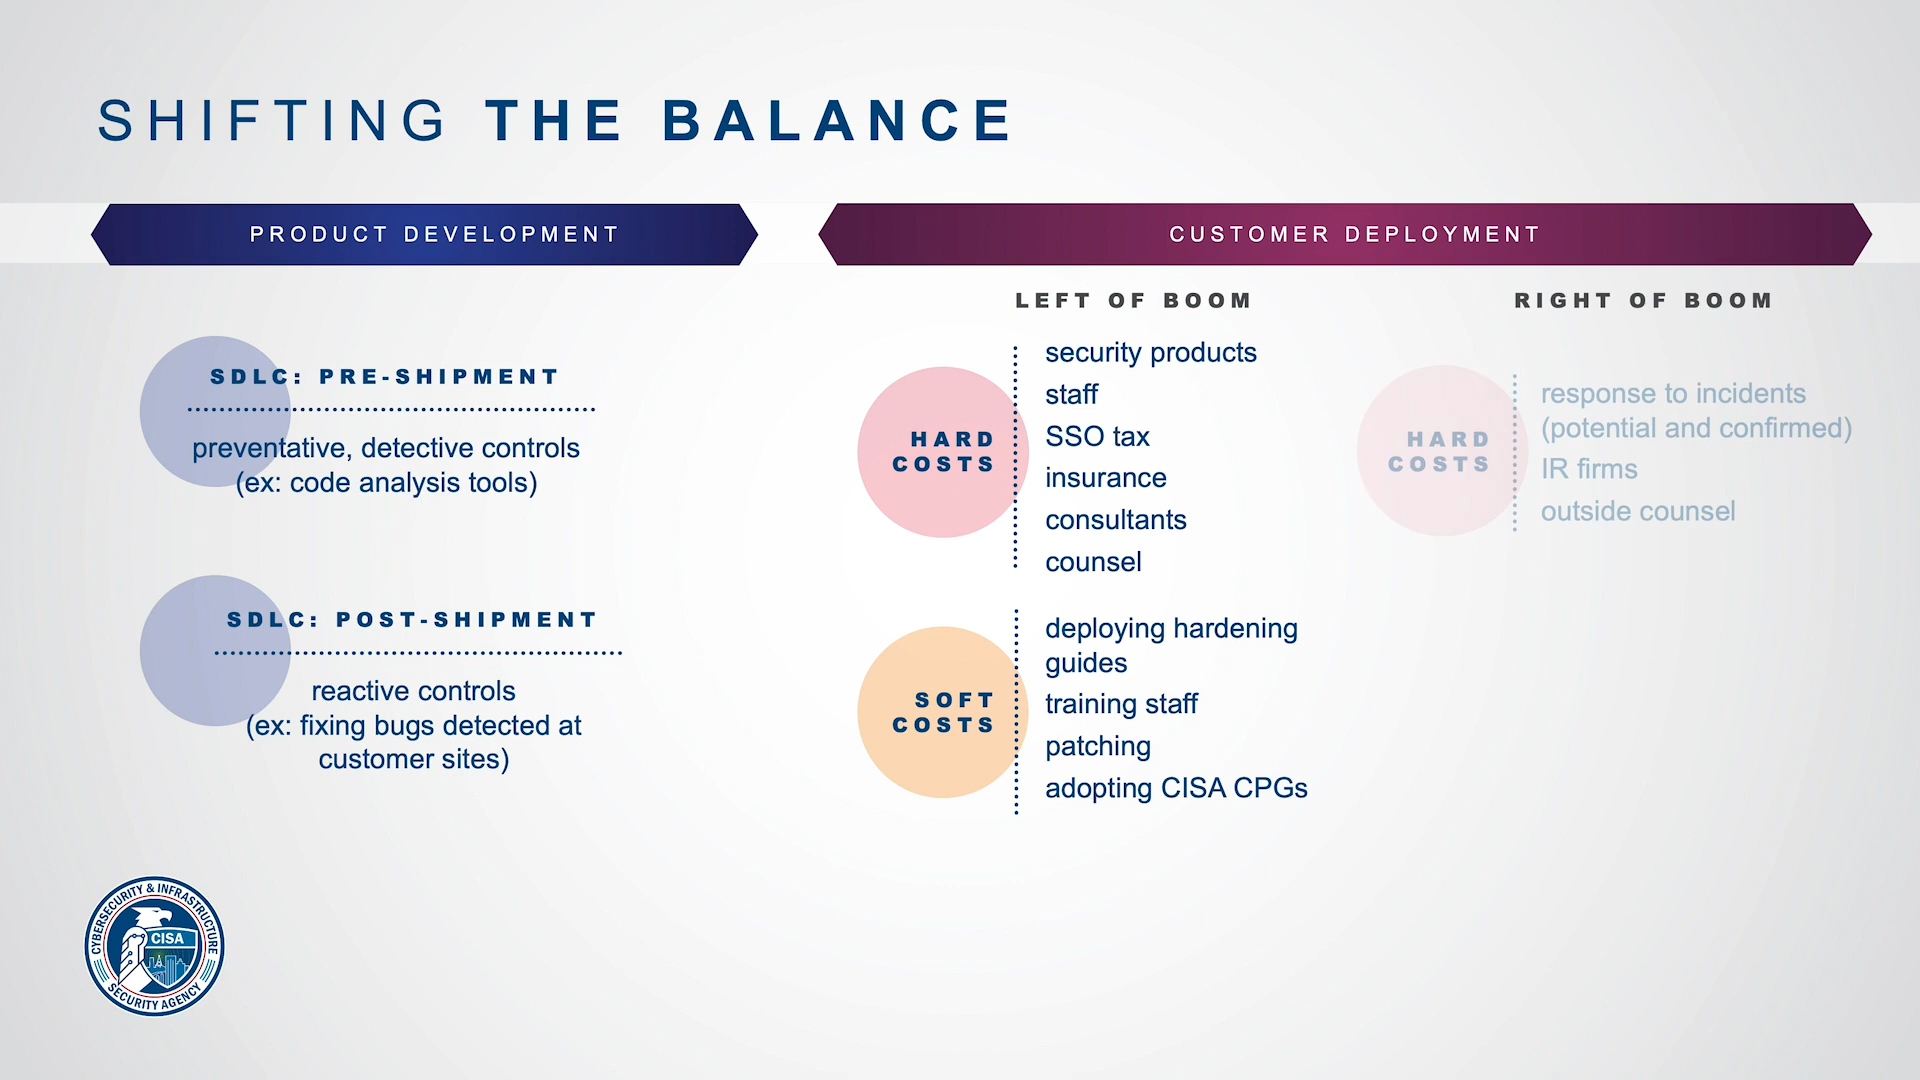 SHIFTING THE BALANCE
PRODUCT DEVELOPMENT
SDLC: PRE-SHIPMENT
preventative, detective controls
(ex: code analysis tools)
SDLC: POST-SHIPMENT
reactive controls
(ex: fixing bugs detected at
customer sites)
CUSTOMER DEPLOYMENT
LEFT OF BOOM
HARD
COSTS
security products
staff
SSO tax
insurance
consultants
counsel
SOFT
COSTS
deploying hardening
guides
training staff
patching
adopting CISA CPGs
RIGHT OF BOOM
HARD
COSTS
response to incidents
(potential and confirmed)
IR firms
outside counsel
CYBERSECURITY & INFRASTRUCTURE
CISA
SECURITY AGENCY